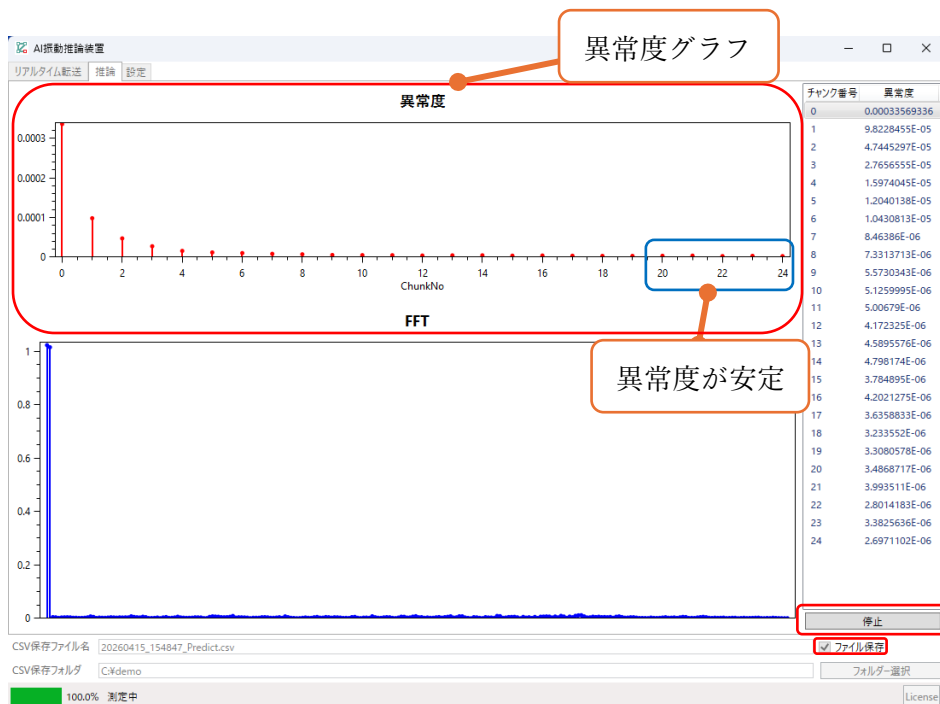 異常度グラフ
AI振動推論装置
リアルタイム転送 推論 設定
異常度
0.0003
0.0002
0.0001
0
0 2 4 6 8 10 12 14 16 18 20 22 24
ChunkNo
異常度が安定
FFT
1
0.8
0.6
0.4
0.2
0
チャンク番号 異常度
0 0.00033569336
1 9.8228455E-05
2 4.7445297E-05
3 2.7656555E-05
4 1.5974045E-05
5 1.2040138E-05
6 1.0430813E-05
7 8.46386E-06
8 7.3313713E-06
9 5.5730343E-06
10 5.1259995E-06
11 5.00679E-06
12 4.172325E-06
13 4.5895576E-06
14 4.798174E-06
15 3.784895E-06
16 4.2021275E-06
17 3.6358833E-06
18 3.233552E-06
19 3.3080578E-06
20 3.4868717E-06
21 3.993511E-06
22 2.8014183E-06
23 3.3825636E-06
24 2.6971102E-06
停止
CSV保存ファイル名 20260415_154847_Predict.csv ファイル保存
CSV保存フォルダ C:¥demo フォルダー選択
100.0% 測定中 License